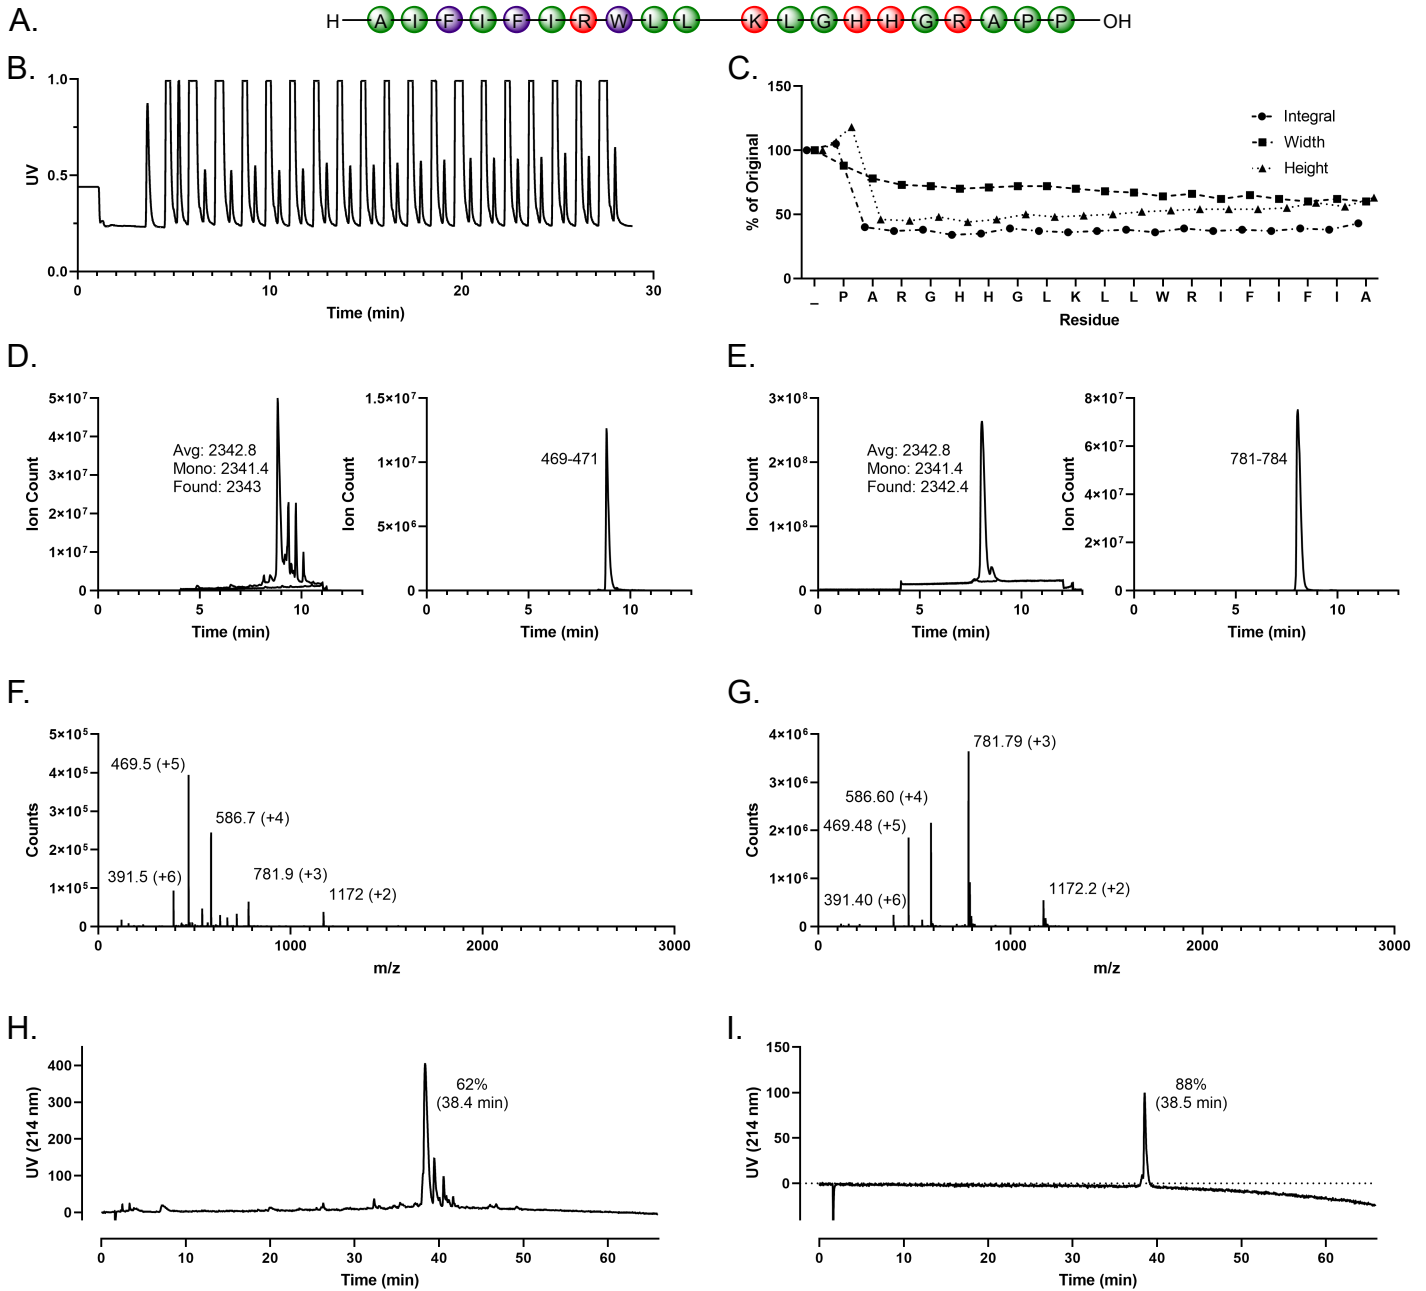 A.
H A I F I F I R W L L K L G H H G R A P P OH
B.
1.0
0.5
0.0
UV
0 10 20 30
Time (min)
C.
150
100
50
0
% of Original
Integral
Width
Height
_ P A R G H H G L K L L W R I F I F I A
Residue
D.
5×10⁷
4×10⁷
3×10⁷
2×10⁷
1×10⁷
0
Ion Count
Avg: 2342.8
Mono: 2341.4
Found: 2343
0 5 10
Time (min)
1.5×10⁷
1×10⁷
5×10⁶
0
Ion Count
469-471
0 5 10
Time (min)
E.
3×10⁸
2×10⁸
1×10⁸
0
Ion Count
Avg: 2342.8
Mono: 2341.4
Found: 2342.4
0 5 10
Time (min)
8×10⁷
6×10⁷
4×10⁷
2×10⁷
0
Ion Count
781-784
0 5 10
Time (min)
F.
5×10⁵
4×10⁵
3×10⁵
2×10⁵
1×10⁵
0
Counts
469.5 (+5)
586.7 (+4)
391.5 (+6)
781.9 (+3)
1172 (+2)
0 1000 2000 3000
m/z
G.
4×10⁶
3×10⁶
2×10⁶
1×10⁶
0
Counts
781.79 (+3)
586.60 (+4)
469.48 (+5)
391.40 (+6)
1172.2 (+2)
0 1000 2000 3000
m/z
H.
400
300
200
100
0
UV (214 nm)
62%
(38.4 min)
0 10 20 30 40 50 60
Time (min)
I.
150
100
50
0
UV (214 nm)
88%
(38.5 min)
0 10 20 30 40 50 60
Time (min)